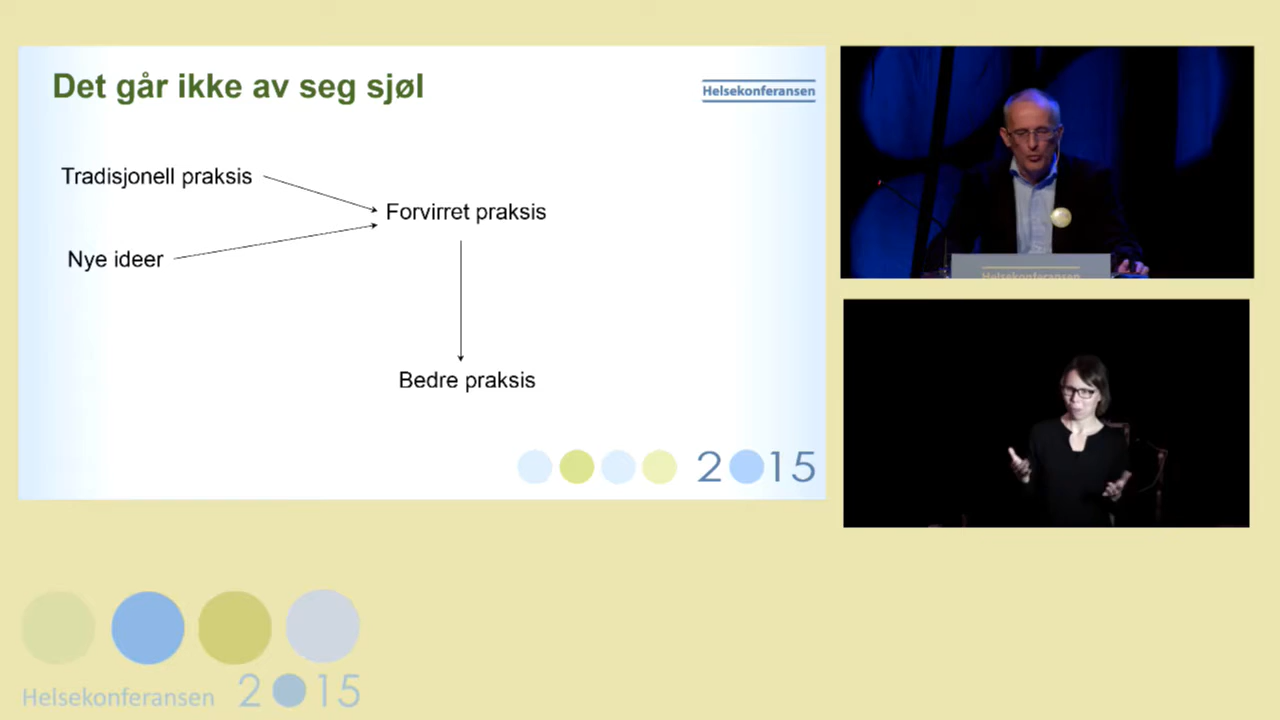 Det går ikke av seg sjøl
Helsekonferansen
Tradisjonell praksis
Forvirret praksis
Nye ideer
Bedre praksis
2 15
Helsekonferansen
Helsekonferansen 2 15